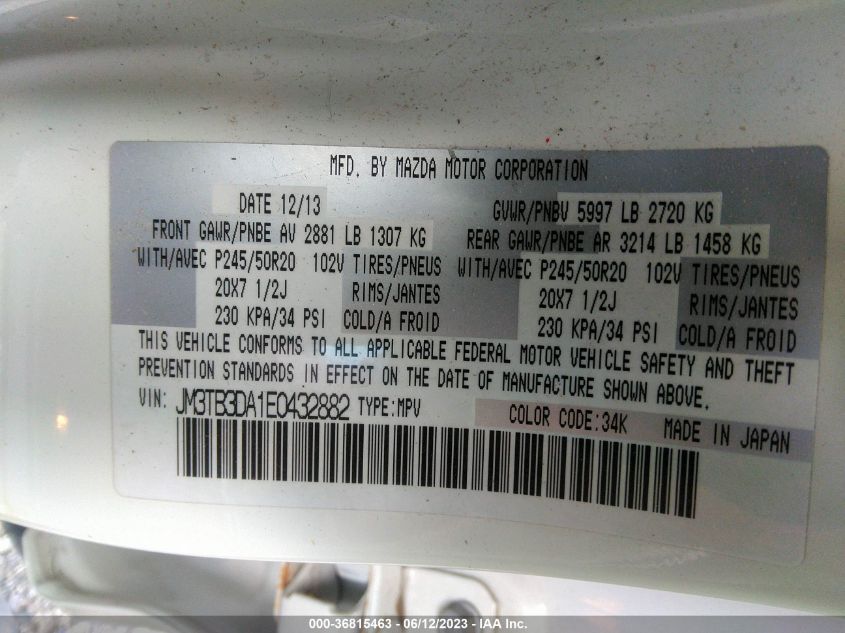 MFD. BY MAZDA MOTOR CORPORATION
DATE 12/13 GVWR/PNBV 5997 LB 2720 KG
FRONT GAWR/PNBE AV 2881 LB 1307 KG REAR GAWR/PNBE AR 3214 LB 1458 KG
WITH/AVEC P245/50R20 102V TIRES/PNEUS WITH/AVEC P245/50R20 102V TIRES/PNEUS
20X7 1/2J RIMS/JANTES 20X7 1/2J RIMS/JANTES
230 KPA/34 PSI COLD/A FROID 230 KPA/34 PSI COLD/A FROID
THIS VEHICLE CONFORMS TO ALL APPLICABLE FEDERAL MOTOR VEHICLE SAFETY AND THEFT
PREVENTION STANDARDS IN EFFECT ON THE DATE OF MANUFACTURE SHOWN ABOVE.
VIN: JM3TB3DA1E0432882 TYPE:MPV COLOR CODE:34K MADE IN JAPAN
000-36815463 - 06/12/2023 - IAA Inc.